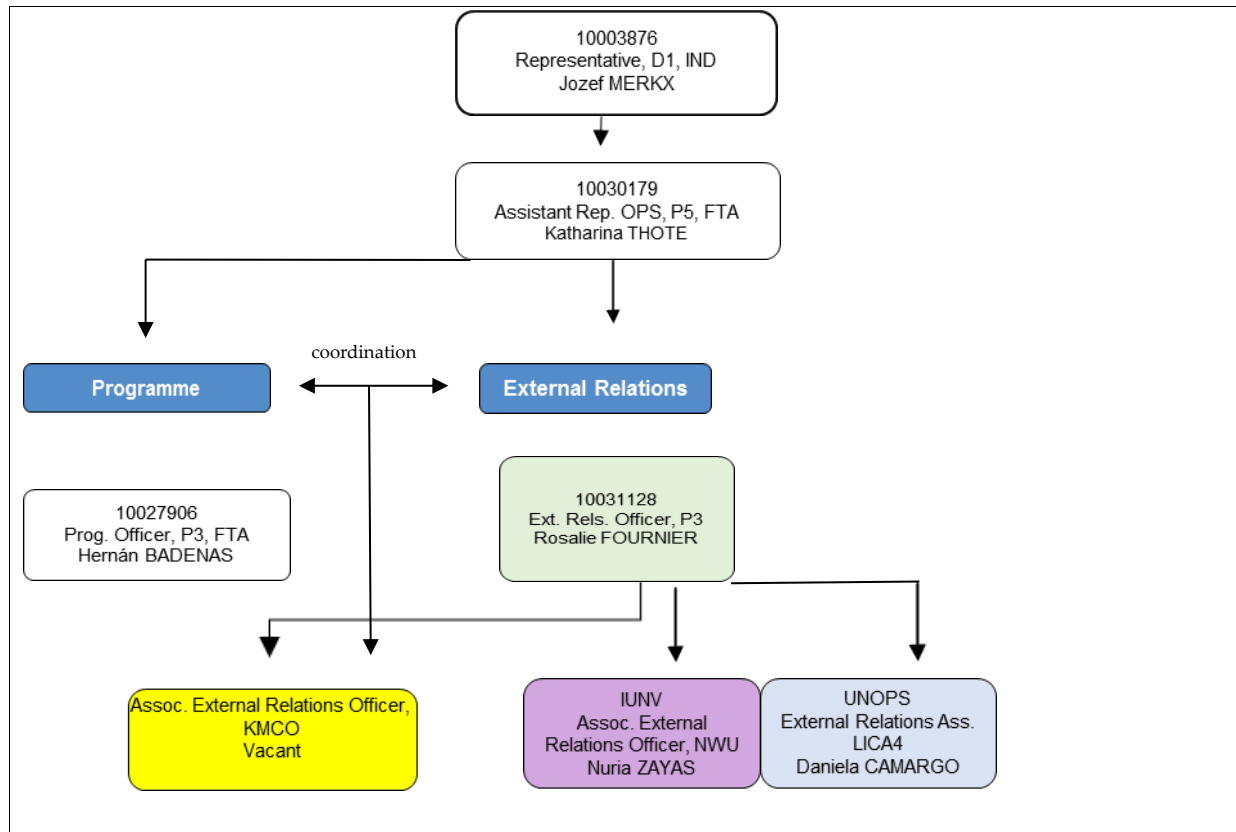 10003876
Representative, D1, IND
Jozef MERKX
10030179
Assistant Rep. OPS, P5, FTA
Katharina THOTE
coordination
Programme
External Relations
10027906
Prog. Officer, P3, FTA
Hernán BADENAS
10031128
Ext. Rels. Officer, P3
Rosalie FOURNIER
Assoc. External Relations Officer,
KMCO
Vacant
IUNV
Assoc. External
Relations Officer, NWU
Nuria ZAYAS
UNOPS
External Relations Ass.
LICA4
Daniela CAMARGO